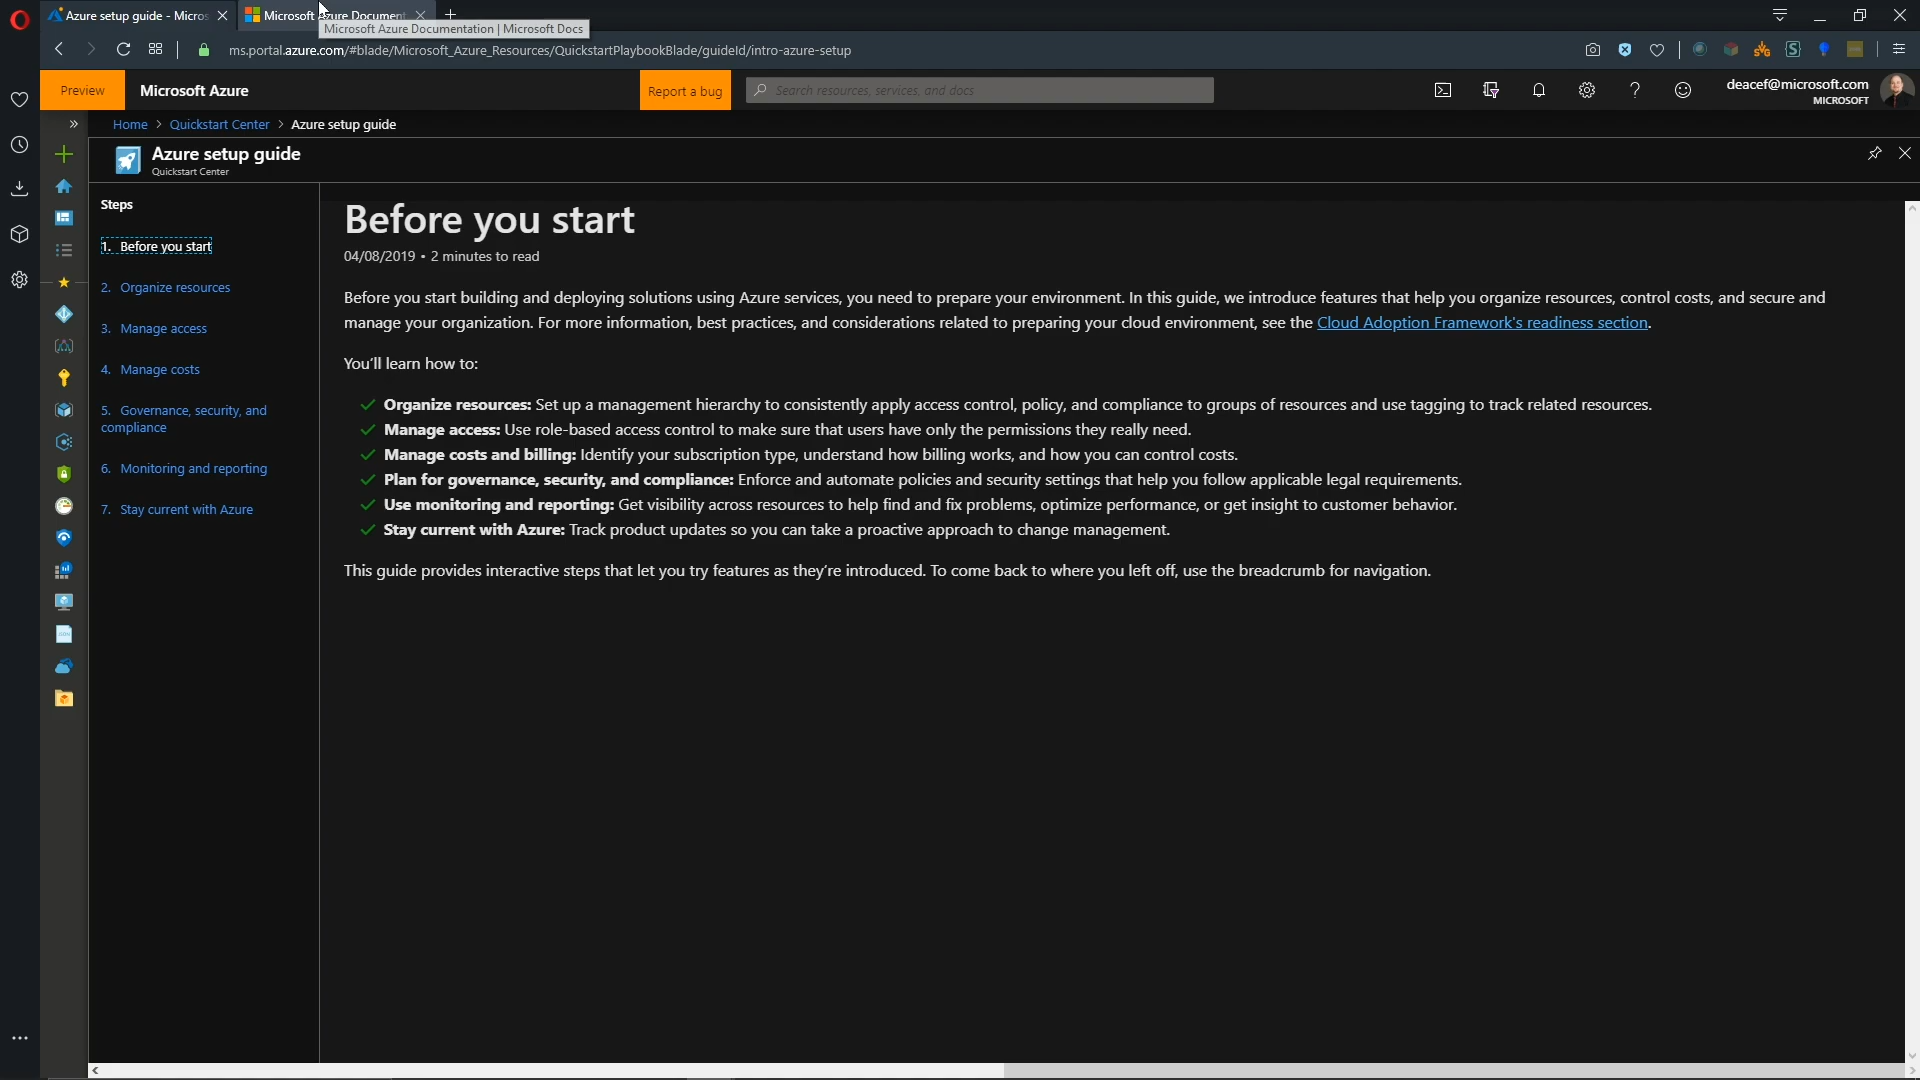 Azure setup guide - Micros
Microsoft Azure Document
Microsoft Azure Documentation | Microsoft Docs
ms.portal.azure.com/#blade/Microsoft_Azure_Resources/QuickstartPlaybookBlade/guideId/intro-azure-setup
Preview
Microsoft Azure
Report a bug
Search resources, services, and docs
deacef@microsoft.com
MICROSOFT
Home > Quickstart Center > Azure setup guide
Azure setup guide
Quickstart Center
Steps
1. Before you start
2. Organize resources
3. Manage access
4. Manage costs
5. Governance, security, and
compliance
6. Monitoring and reporting
7. Stay current with Azure
Before you start
04/08/2019 • 2 minutes to read
Before you start building and deploying solutions using Azure services, you need to prepare your environment. In this guide, we introduce features that help you organize resources, control costs, and secure and
manage your organization. For more information, best practices, and considerations related to preparing your cloud environment, see the Cloud Adoption Framework's readiness section.
You'll learn how to:
Organize resources: Set up a management hierarchy to consistently apply access control, policy, and compliance to groups of resources and use tagging to track related resources.
Manage access: Use role-based access control to make sure that users have only the permissions they really need.
Manage costs and billing: Identify your subscription type, understand how billing works, and how you can control costs.
Plan for governance, security, and compliance: Enforce and automate policies and security settings that help you follow applicable legal requirements.
Use monitoring and reporting: Get visibility across resources to help find and fix problems, optimize performance, or get insight to customer behavior.
Stay current with Azure: Track product updates so you can take a proactive approach to change management.
This guide provides interactive steps that let you try features as they're introduced. To come back to where you left off, use the breadcrumb for navigation.